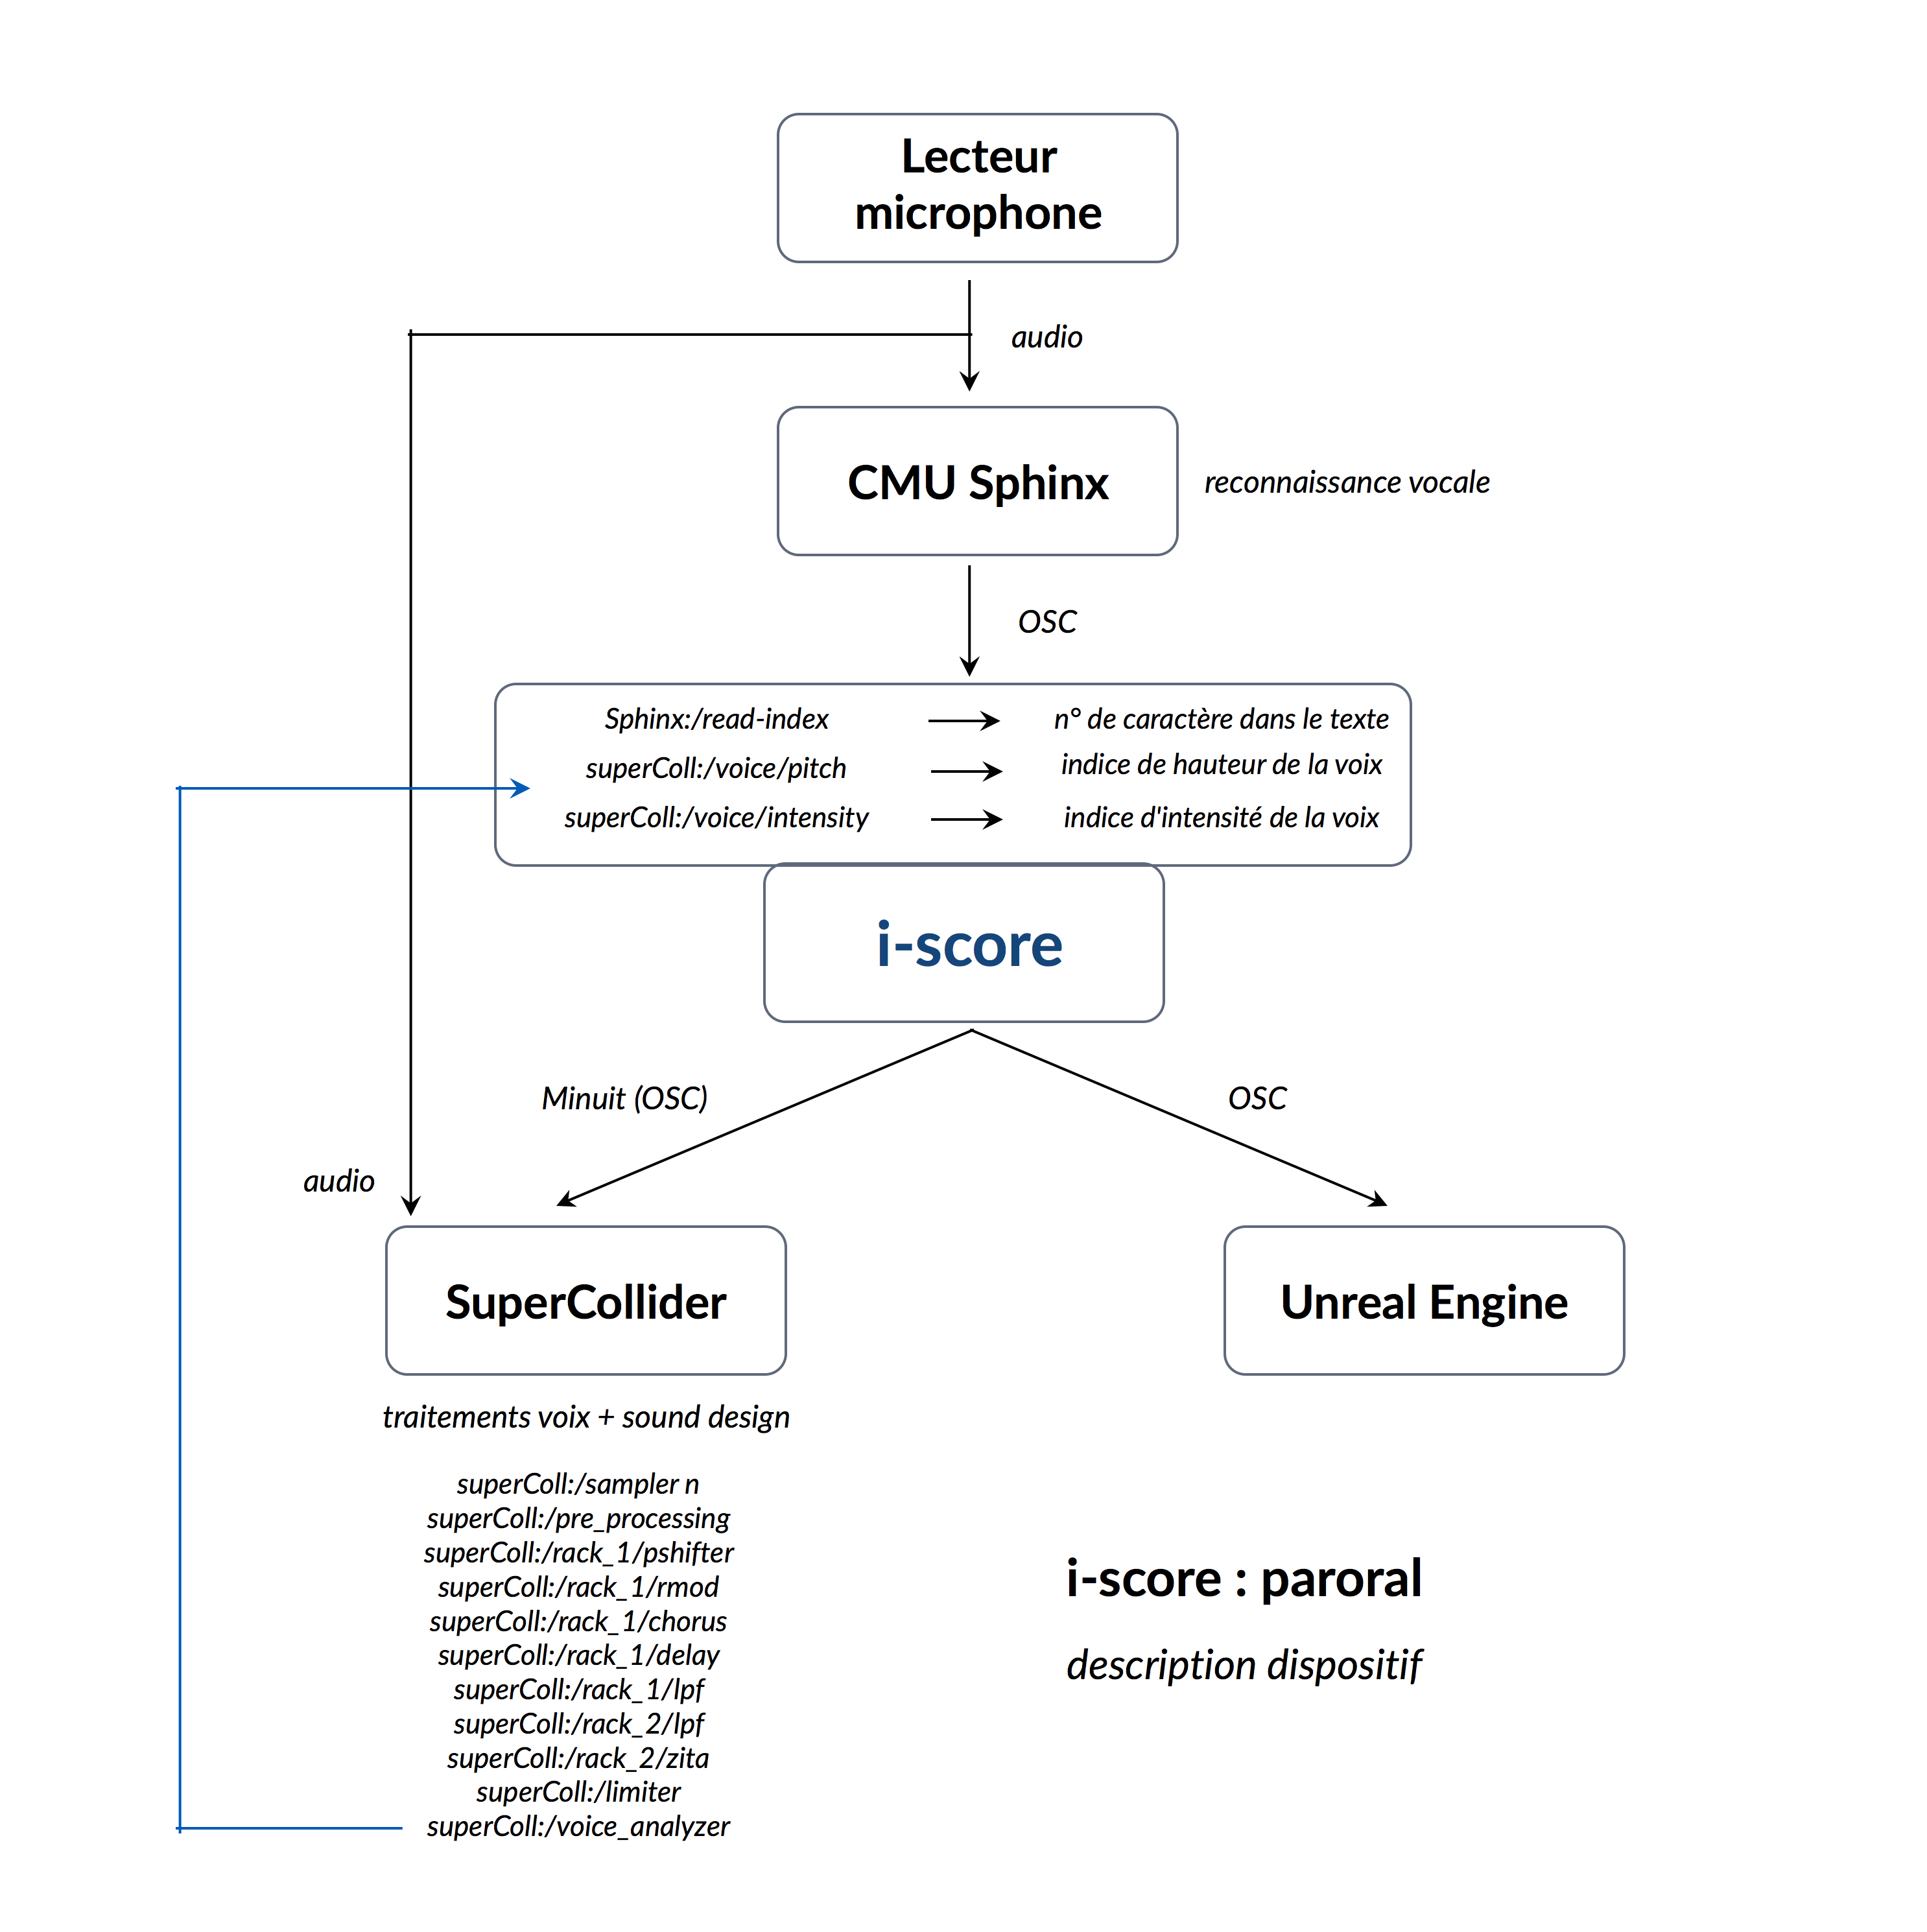 Lecteur
microphone
audio
CMU Sphinx
reconnaissance vocale
OSC
Sphinx:/read-index
n° de caractère dans le texte
superColl:/voice/pitch
indice de hauteur de la voix
superColl:/voice/intensity
indice d'intensité de la voix
i-score
Minuit (OSC)
OSC
audio
SuperCollider
Unreal Engine
traitements voix + sound design
superColl:/sampler n
superColl:/pre_processing
superColl:/rack_1/pshifter
superColl:/rack_1/rmod
superColl:/rack_1/chorus
superColl:/rack_1/delay
superColl:/rack_1/lpf
superColl:/rack_2/lpf
superColl:/rack_2/zita
superColl:/limiter
superColl:/voice_analyzer
i-score : paroral
description dispositif